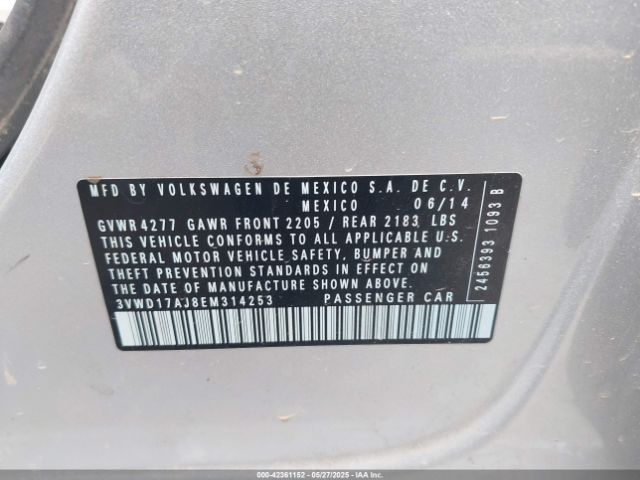 MFD BY VOLKSWAGEN DE MEXICO S.A. DE C.V.
MEXICO 06/14
GVWR 4277 GAWR FRONT 2205 / REAR 2183 LBS
THIS VEHICLE CONFORMS TO ALL APPLICABLE U.S.
FEDERAL MOTOR VEHICLE SAFETY, BUMPER AND
THEFT PREVENTION STANDARDS IN EFFECT ON
THE DATE OF MANUFACTURE SHOWN ABOVE.
3VWD17AJ8EM314253 PASSENGER CAR
2456393 1093 B
000-42361152 - 05/27/2025 - IAA Inc.